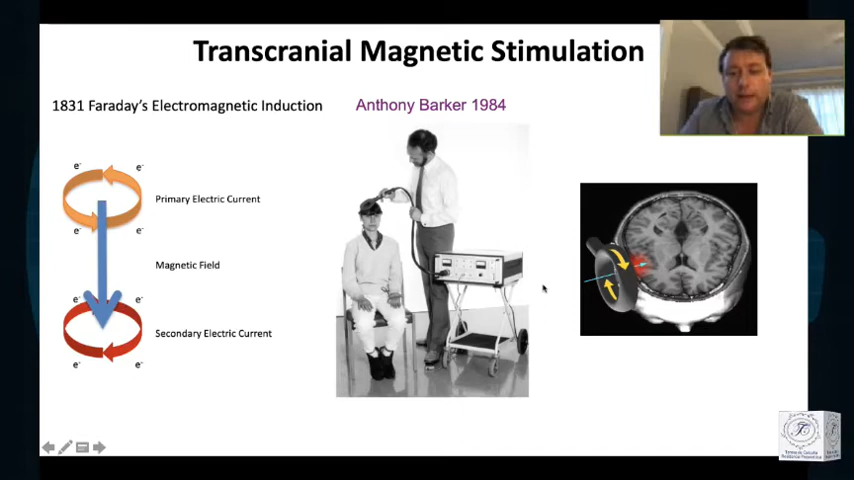 Transcranial Magnetic Stimulation
1831 Faraday's Electromagnetic Induction
Anthony Barker 1984
e-
e-
Primary Electric Current
e-
e-
Magnetic Field
e-
e-
Secondary Electric Current
e-
e-